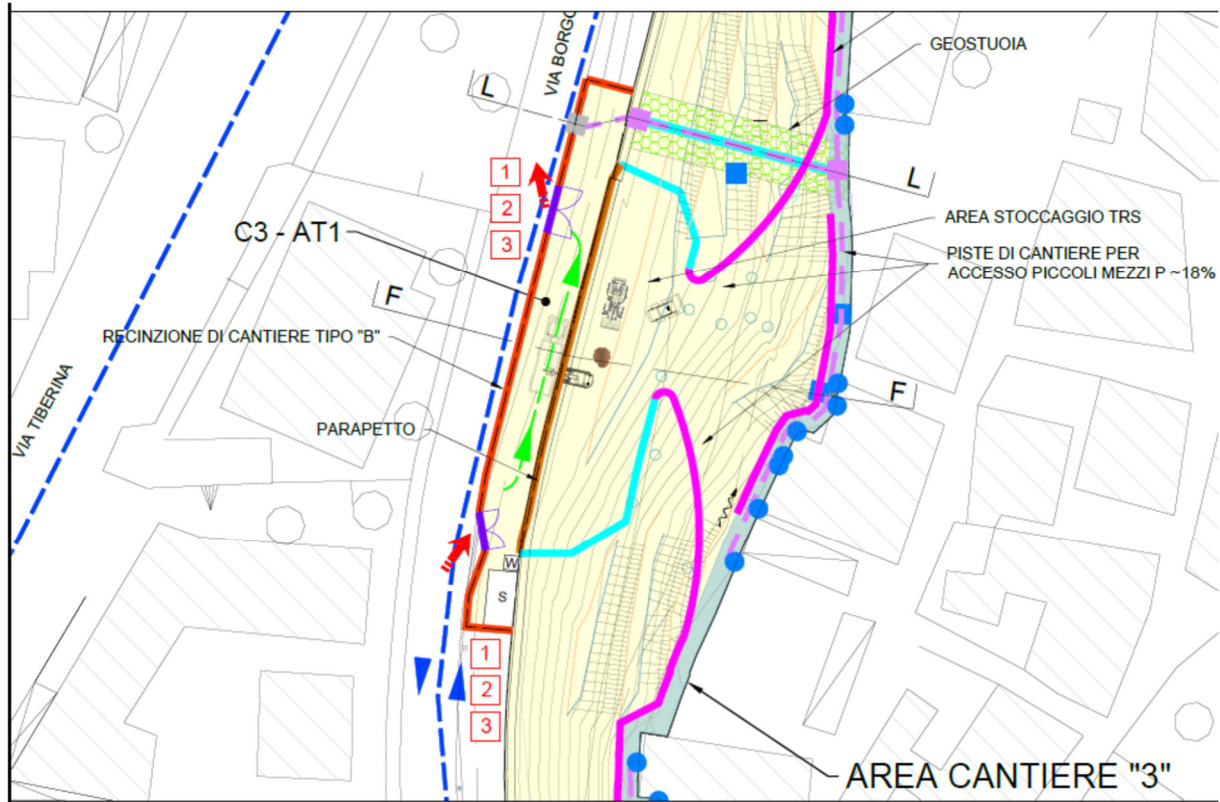 VIA BORGO
GEOSTUOIA
L
1
2
3
L
C3 - AT1
AREA STOCCAGGIO TRS
PISTE DI CANTIERE PER
ACCESSO PICCOLI MEZZI P ~18%
F
RECINZIONE DI CANTIERE TIPO "B"
F
VIA TIBERINA
PARAPETTO
W
S
1
2
3
AREA CANTIERE "3"